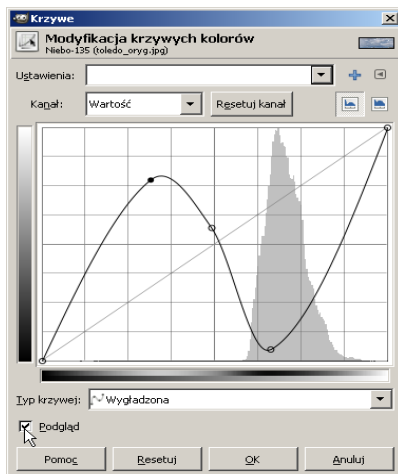 Krzywe
Modyfikacja krzywych kolorów
Niebo-135 (toledo_oryg.jpg)
Ustawienia:
Kanał: Wartość Resetuj kanał
Typ krzywej: Wygładzona
Podgląd
Pomoc Resetuj OK Anuluj